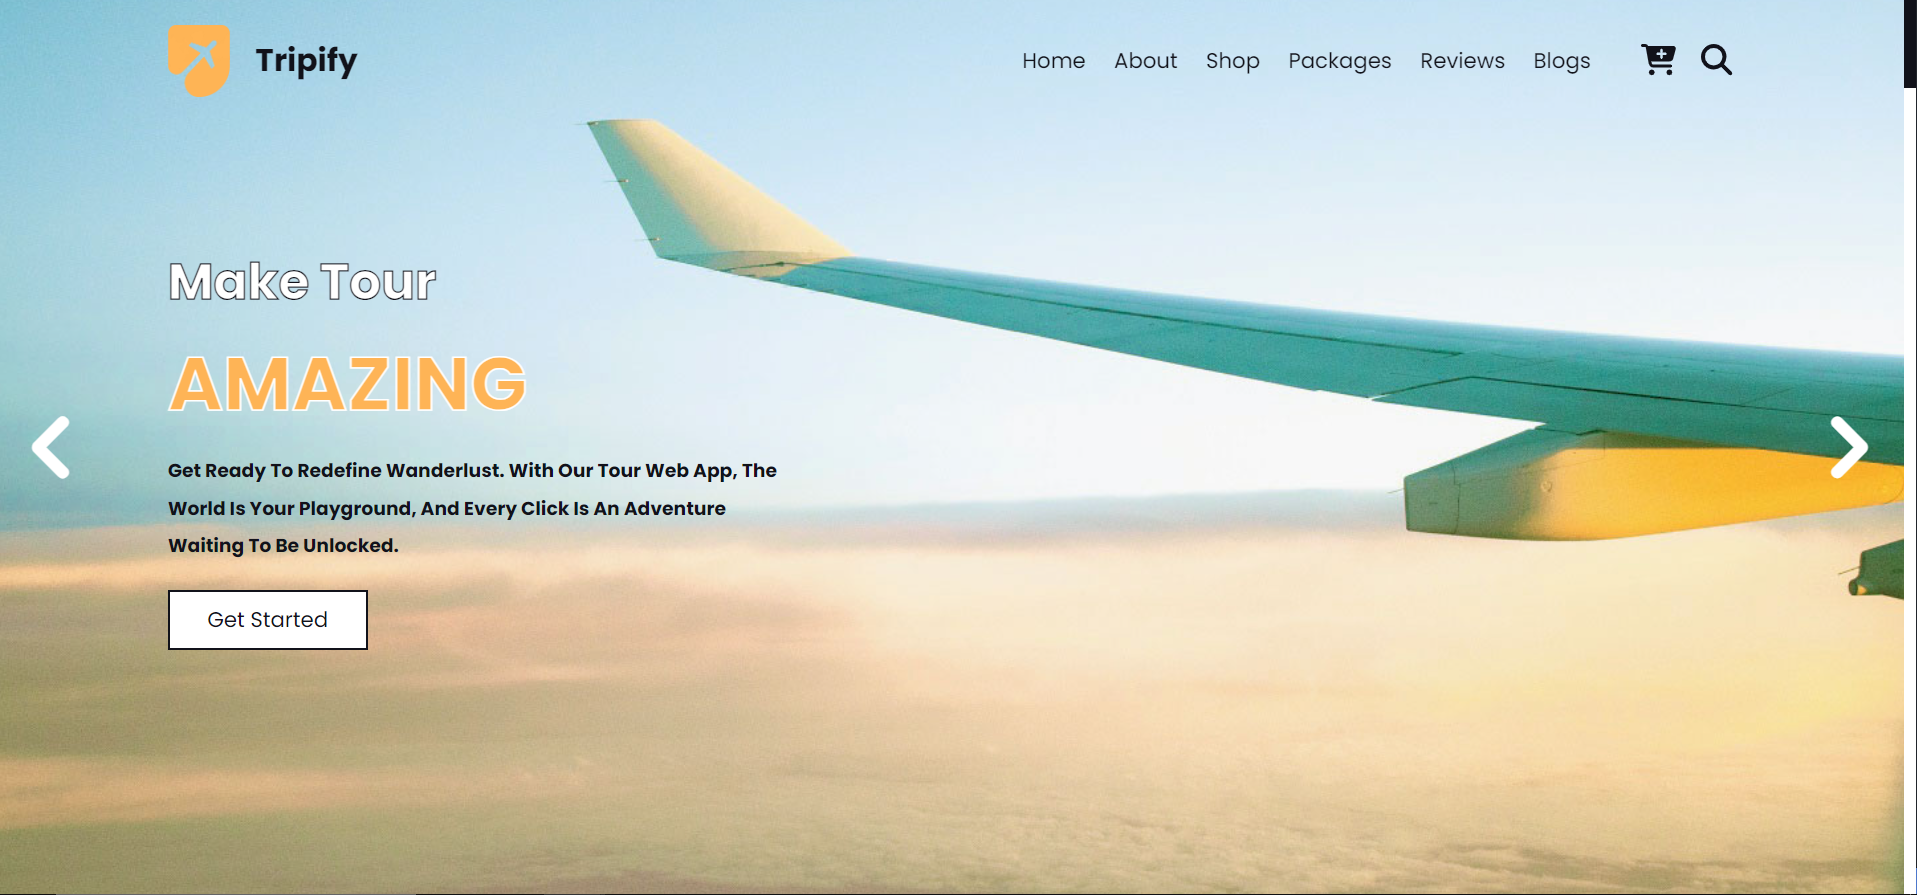 Tripify
Home About Shop Packages Reviews Blogs
Make Tour
AMAZING
Get Ready To Redefine Wanderlust. With Our Tour Web App, The
World Is Your Playground, And Every Click Is An Adventure
Waiting To Be Unlocked.
Get Started